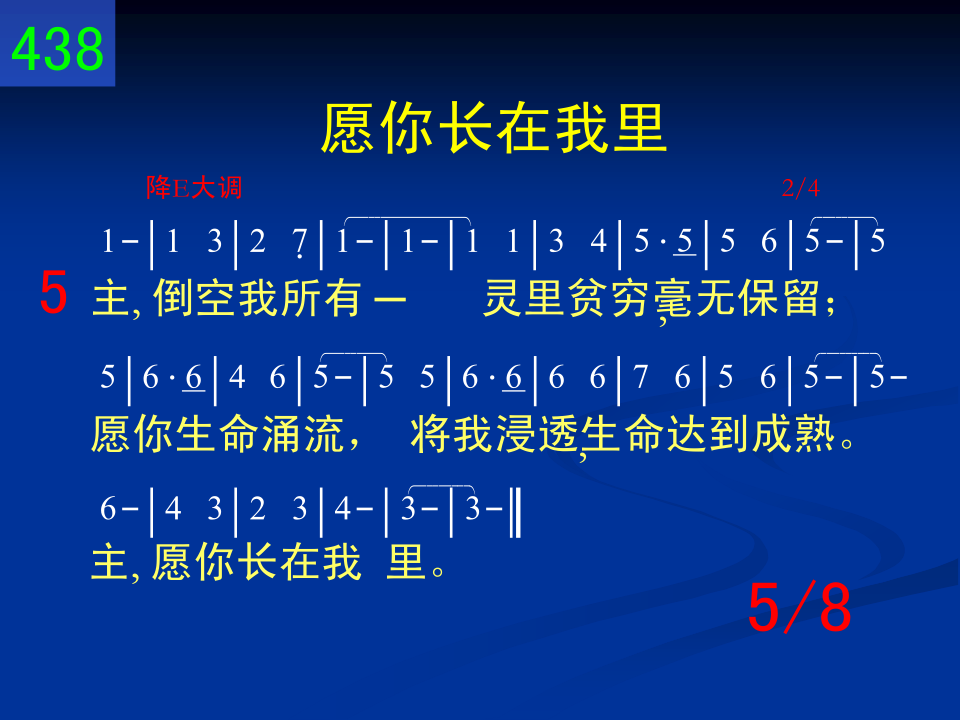 438
愿你长在我里
降E大调 2/4
1-|1 3|2 7̣|1-|1-|1 1|3 4|5·5|5 6|5-|5
5 主,倒空我所有— 灵里贫穷,毫无保留;
5|6·6|4 6|5-|5 5|6·6|6 6|7 6|5 6|5-|5-
愿你生命涌流, 将我浸透,生命达到成熟。
6-|4 3|2 3|4-|3-|3-‖
主,愿你长在我 里。
5/8